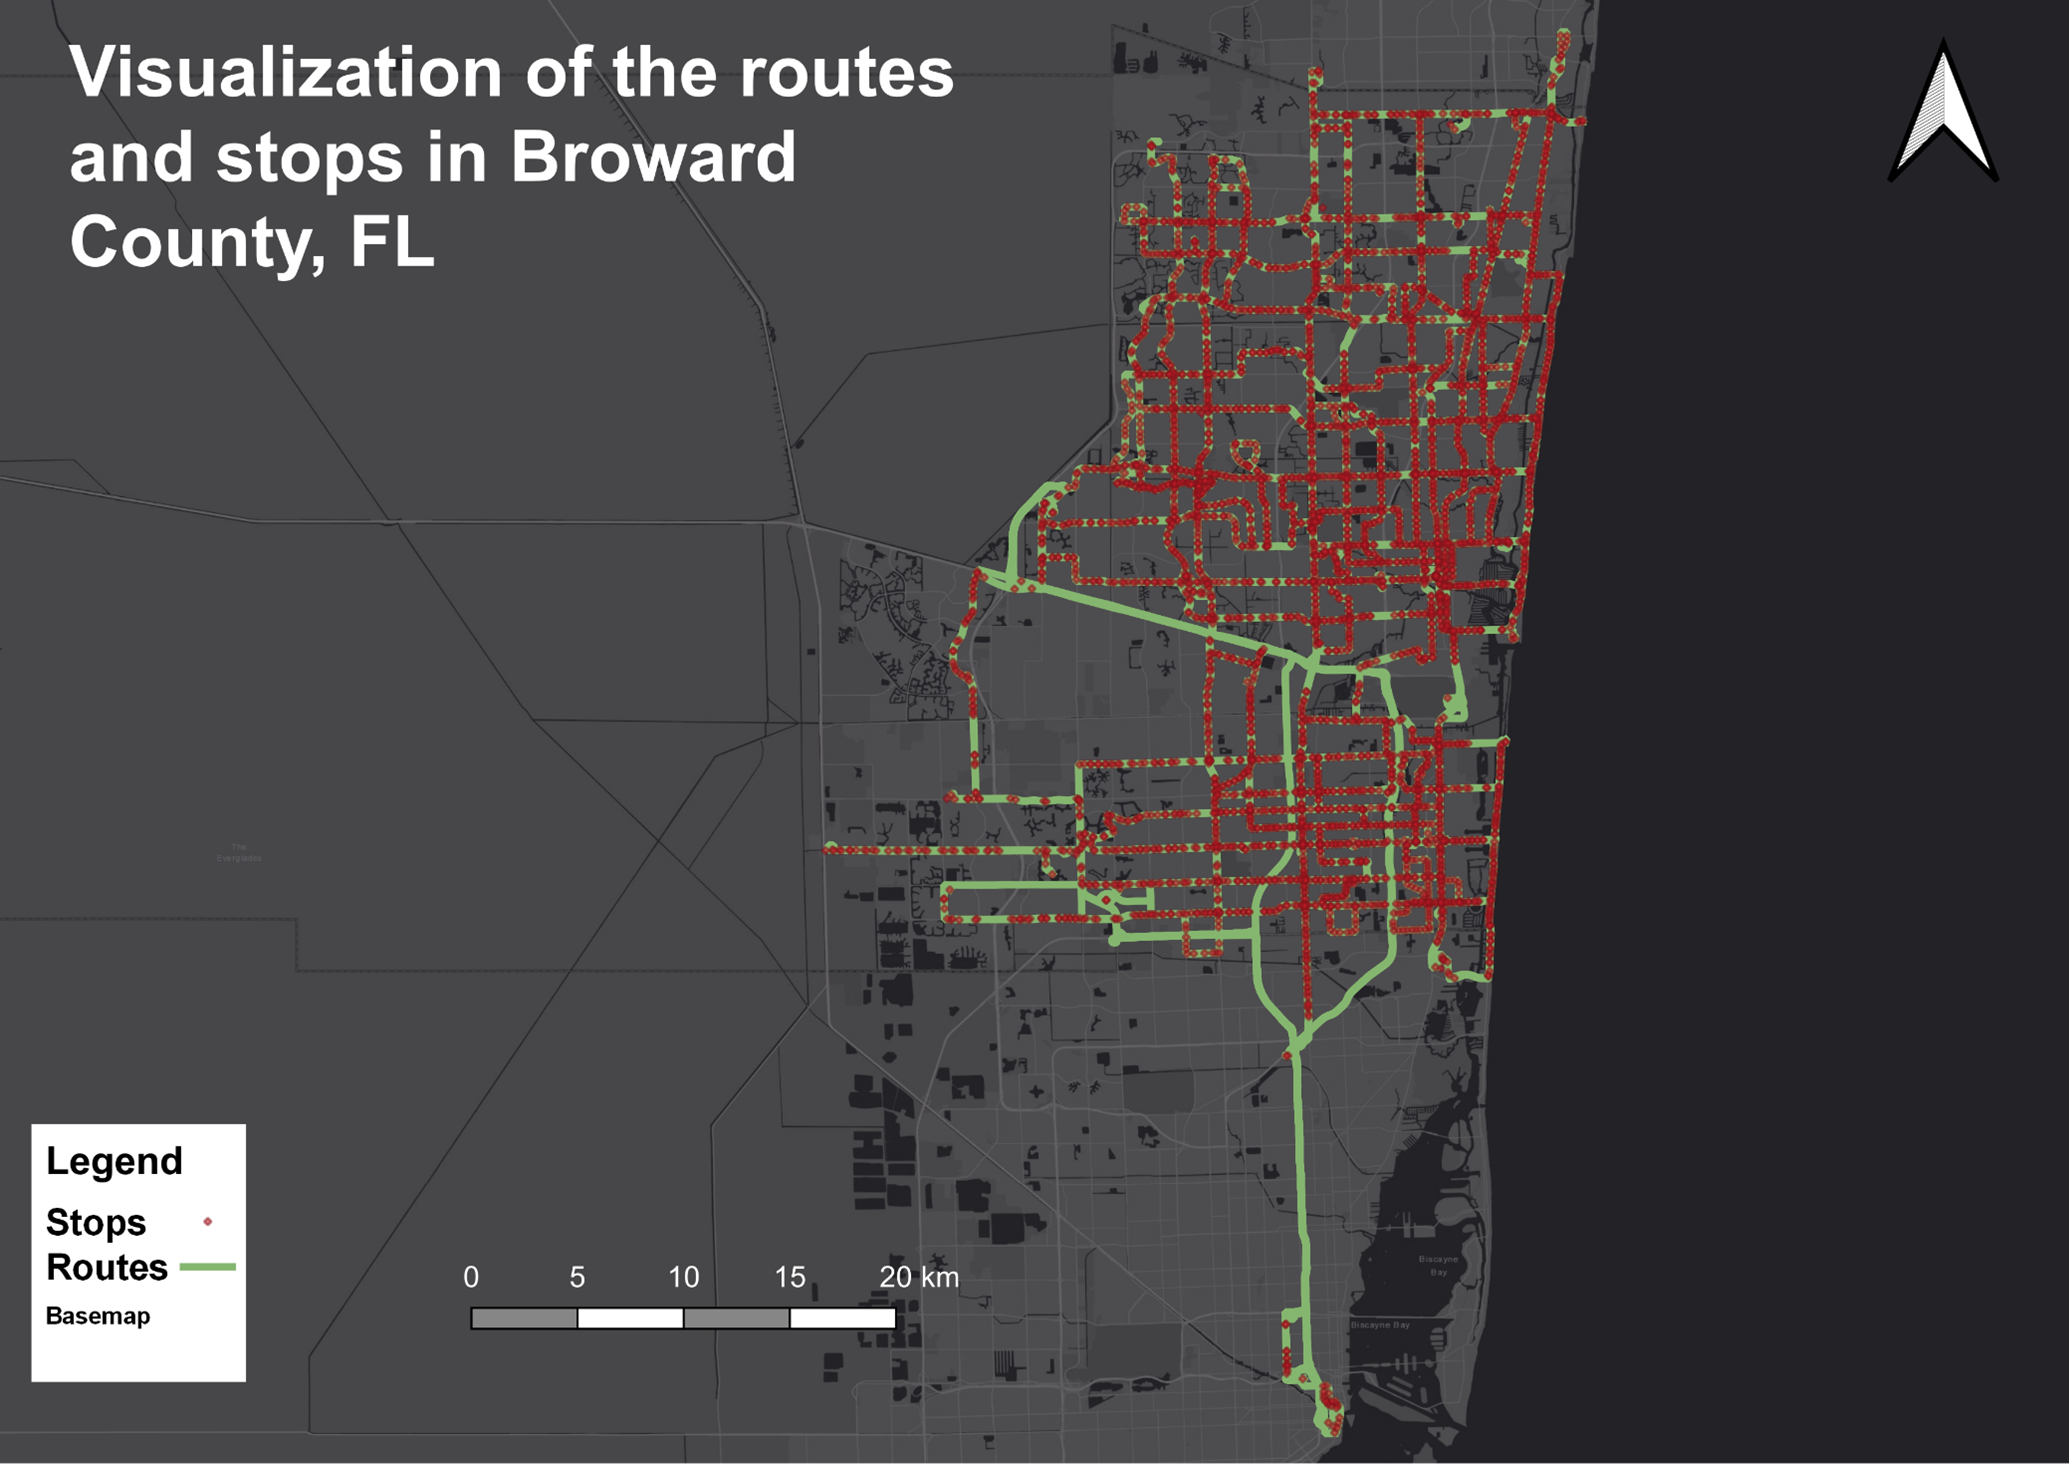 Visualization of the routes
and stops in Broward
County, FL
The
Everglades
Legend
Stops
Routes
Basemap
0 5 10 15 20 km
Biscayne
Bay
Biscayne Bay